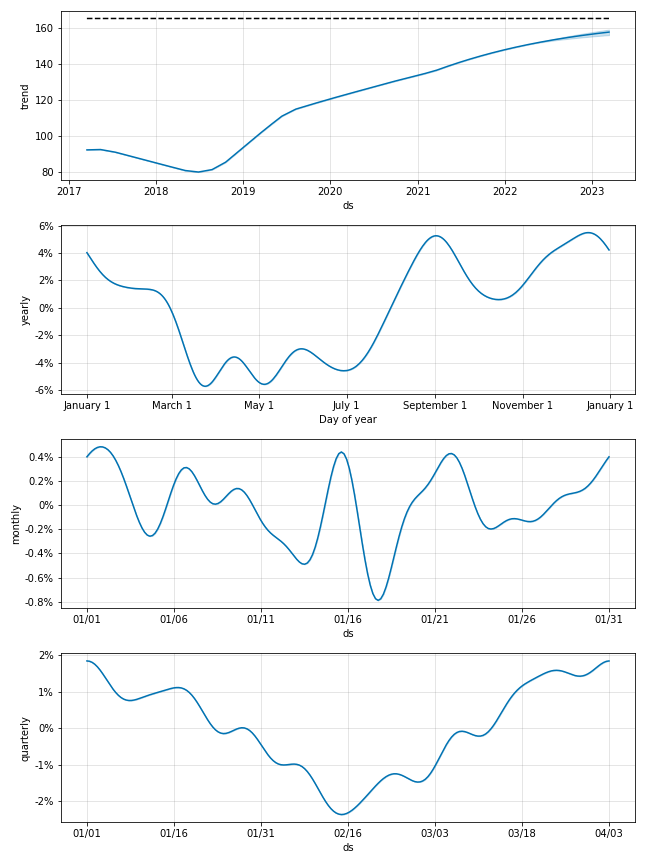 160
140
120
100
80
trend
2017 2018 2019 2020 2021 2022 2023
ds
6%
4%
2%
0%
-2%
-4%
-6%
yearly
January 1 March 1 May 1 July 1 September 1 November 1 January 1
Day of year
0.4%
0.2%
0%
-0.2%
-0.4%
-0.6%
-0.8%
monthly
01/01 01/06 01/11 01/16 01/21 01/26 01/31
ds
2%
1%
0%
-1%
-2%
quarterly
01/01 01/16 01/31 02/16 03/03 03/18 04/03
ds